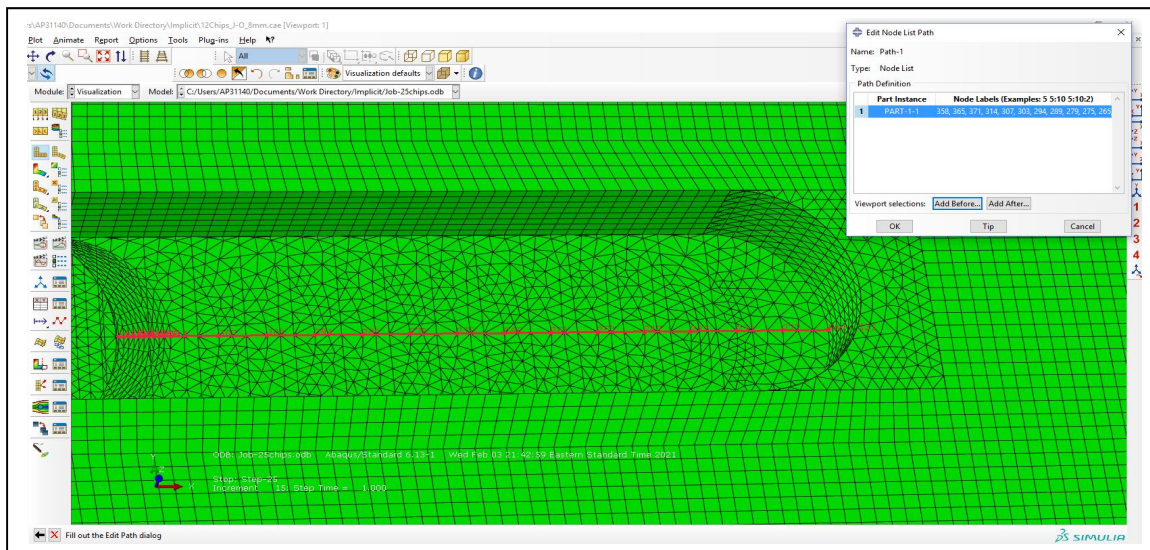 rs\AP31140\Documents\Work Directory\Implicit\12Chips_J-O_8mm.cae [Viewport: 1]
Plot Animate Report Options Tools Plug-ins Help
All
Visualization defaults
Module: Visualization Model: C:/Users/AP31140/Documents/Work Directory/Implicit/Job-25chips.odb
Edit Node List Path
Name: Path-1
Type: Node List
Path Definition
Part Instance Node Labels (Examples: 5 5:10 5:10:2)
1 PART-1-1 358, 365, 371, 314, 307, 303, 294, 289, 279, 275, 265
Viewport selections: Add Before... Add After...
OK Tip Cancel
1
2
3
4
Y
Z
X
ODB: Job-25chips.odb Abaqus/Standard 6.13-1 Wed Feb 03 21:42:59 Eastern Standard Time 2021
Step: Step-25
Increment 15: Step Time = 1.000
Fill out the Edit Path dialog
SIMULIA